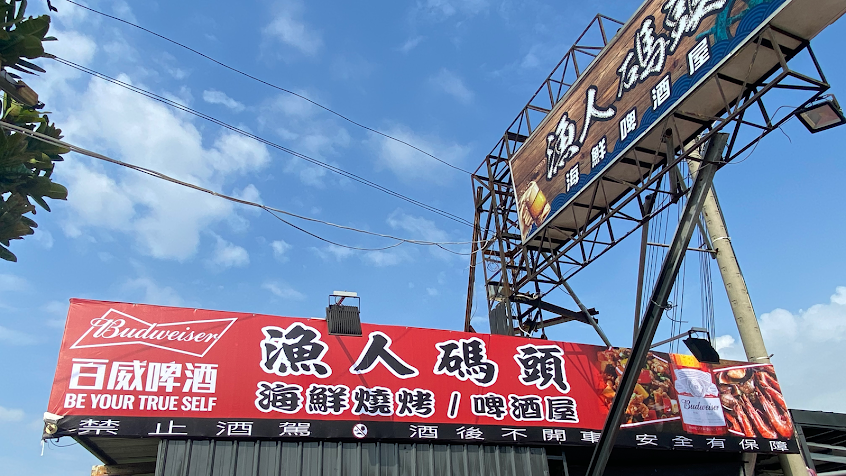 漁人碼頭
海鮮啤酒屋
Budweiser
百威啤酒
BE YOUR TRUE SELF
漁人碼頭
海鮮燒烤/啤酒屋
Budweiser
禁止酒駕 酒後不開車 安全有保障